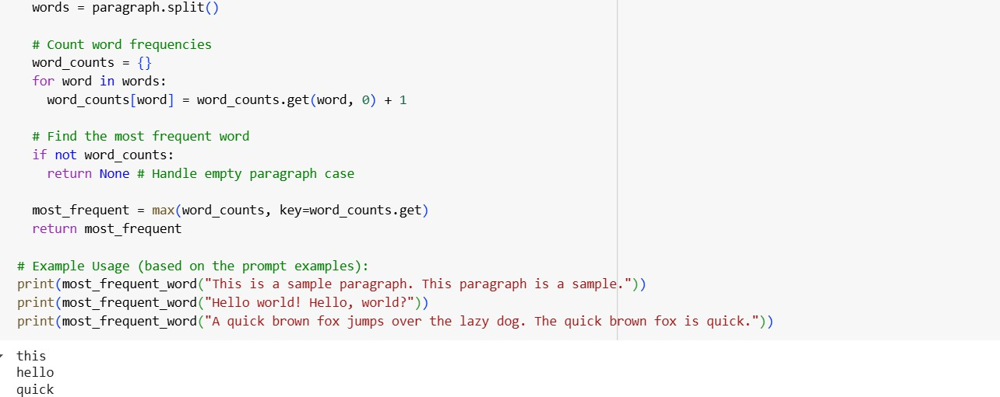 words = paragraph.split()
# Count word frequencies
word_counts = {}
for word in words:
word_counts[word] = word_counts.get(word, 0) + 1
# Find the most frequent word
if not word_counts:
return None # Handle empty paragraph case
most_frequent = max(word_counts, key=word_counts.get)
return most_frequent
# Example Usage (based on the prompt examples):
print(most_frequent_word("This is a sample paragraph. This paragraph is a sample."))
print(most_frequent_word("Hello world! Hello, world?"))
print(most_frequent_word("A quick brown fox jumps over the lazy dog. The quick brown fox is quick."))
this
hello
quick